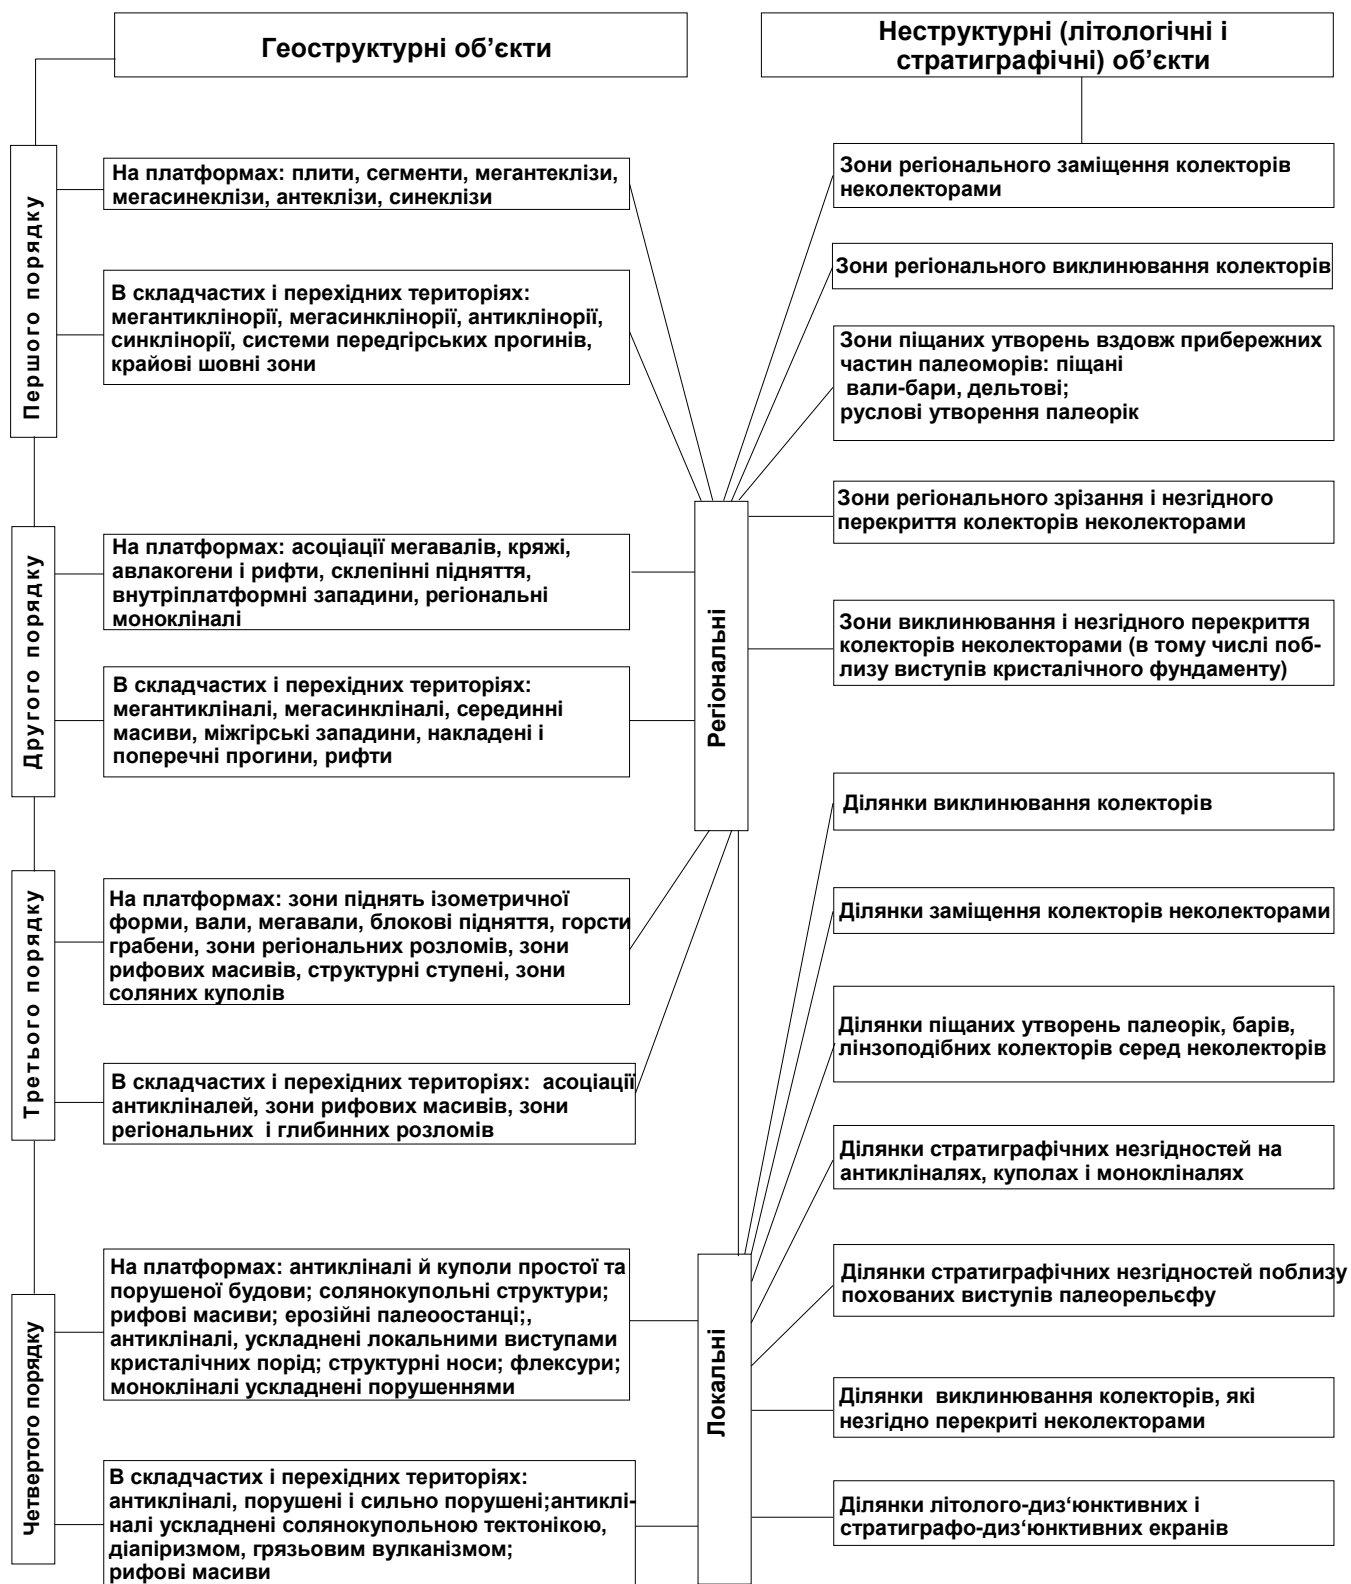 Геоструктурні об’єкти
Неструктурні (літологічні і
стратиграфічні) об’єкти
Першого порядку
На платформах: плити, сегменти, мегантеклізи,
мегасинеклізи, антеклізи, синеклізи
В складчастих і перехідних територіях:
мегантиклінорії, мегасинклінорії, антиклінорії,
синклінорії, системи передгірських прогинів,
крайові шовні зони
Другого порядку
На платформах: асоціації мегавалів, кряжі,
авлакогени і рифти, склепінні підняття,
внутріплатформні западини, регіональні
монокліналі
В складчастих і перехідних територіях:
мегантикліналі, мегасинкліналі, серединні
масиви, міжгірські западини, накладені і
поперечні прогини, рифти
Третього порядку
На платформах: зони піднять ізометричної
форми, вали, мегавали, блокові підняття, горсти
грабени, зони регіональних розломів, зони
рифових масивів, структурні ступені, зони
соляних куполів
В складчастих і перехідних територіях: асоціації
антикліналей, зони рифових масивів, зони
регіональних і глибинних розломів
Четвертого порядку
На платформах: антикліналі й куполи простої та
порушеної будови; солянокупольні структури;
рифові масиви; ерозійні палеоостанці;,
антикліналі, ускладнені локальними виступами
кристалічних порід; структурні носи; флексури;
монокліналі ускладнені порушеннями
В складчастих і перехідних територіях:
антикліналі, порушені і сильно порушені;антиклі-
налі ускладнені солянокупольною тектонікою,
діапіризмом, грязьовим вулканізмом;
рифові масиви
Регіональні
Локальні
Зони регіонального заміщення колекторів
неколекторами
Зони регіонального виклинювання колекторів
Зони піщаних утворень вздовж прибережних
частин палеоморів: піщані
вали-бари, дельтові;
руслові утворення палеорік
Зони регіонального зрізання і незгідного
перекриття колекторів неколекторами
Зони виклинювання і незгідного перекриття
колекторів неколекторами (в тому числі поб-
лизу виступів кристалічного фундаменту)
Ділянки виклинювання колекторів
Ділянки заміщення колекторів неколекторами
Ділянки піщаних утворень палеорік, барів,
лінзоподібних колекторів серед неколекторів
Ділянки стратиграфічних незгідностей на
антикліналях, куполах і монокліналях
Ділянки стратиграфічних незгідностей поблизу
похованих виступів палеорельєфу
Ділянки виклинювання колекторів, які
незгідно перекриті неколекторами
Ділянки літолого-диз‘юнктивних і
стратиграфо-диз‘юнктивних екранів